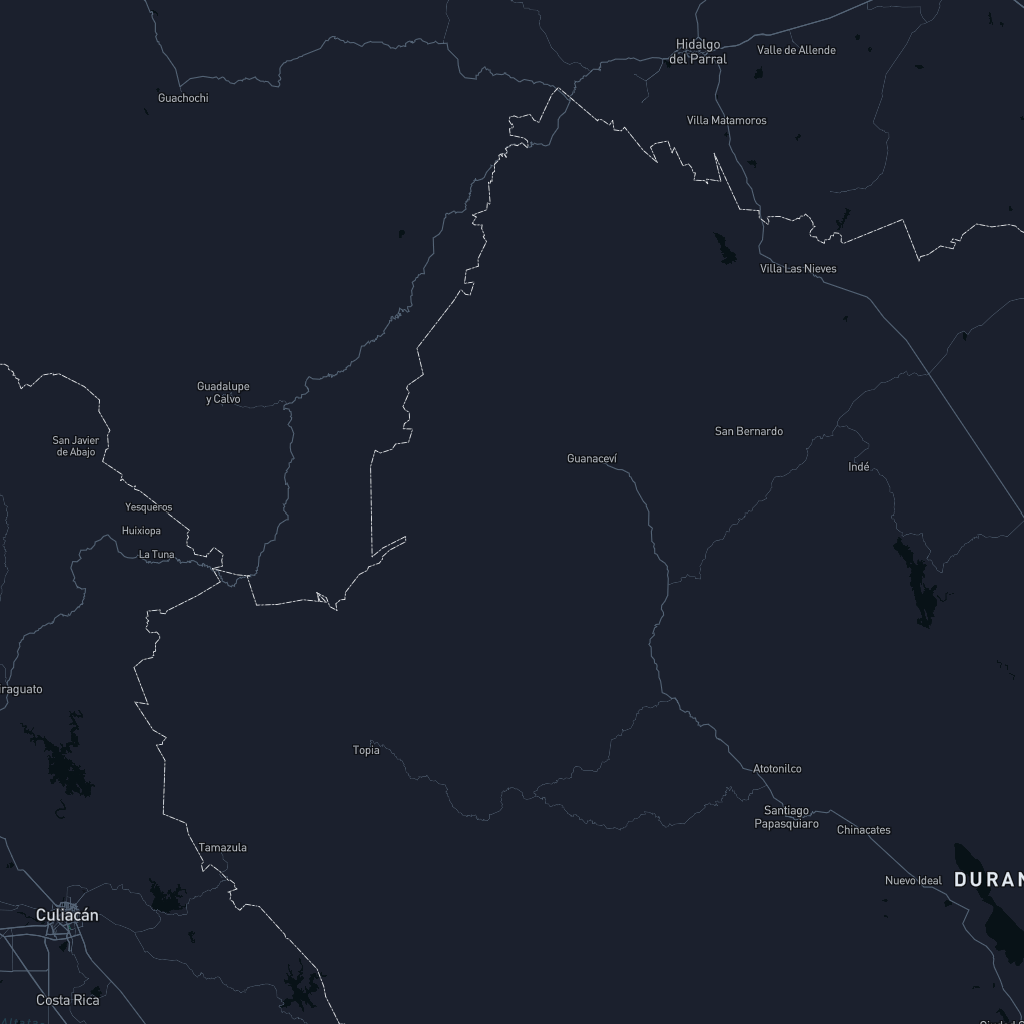 Hidalgo
del Parral
Valle de Allende
Guachochi
Villa Matamoros
Villa Las Nieves
Guadalupe
y Calvo
San Javier
de Abajo
San Bernardo
Guanaceví
Indé
Yesqueros
Huixiopa
La Tuna
iraguato
Topia
Atotonilco
Santiago
Papasquiaro
Chinacates
Tamazula
Nuevo Ideal
DURAN
Culiacán
Costa Rica